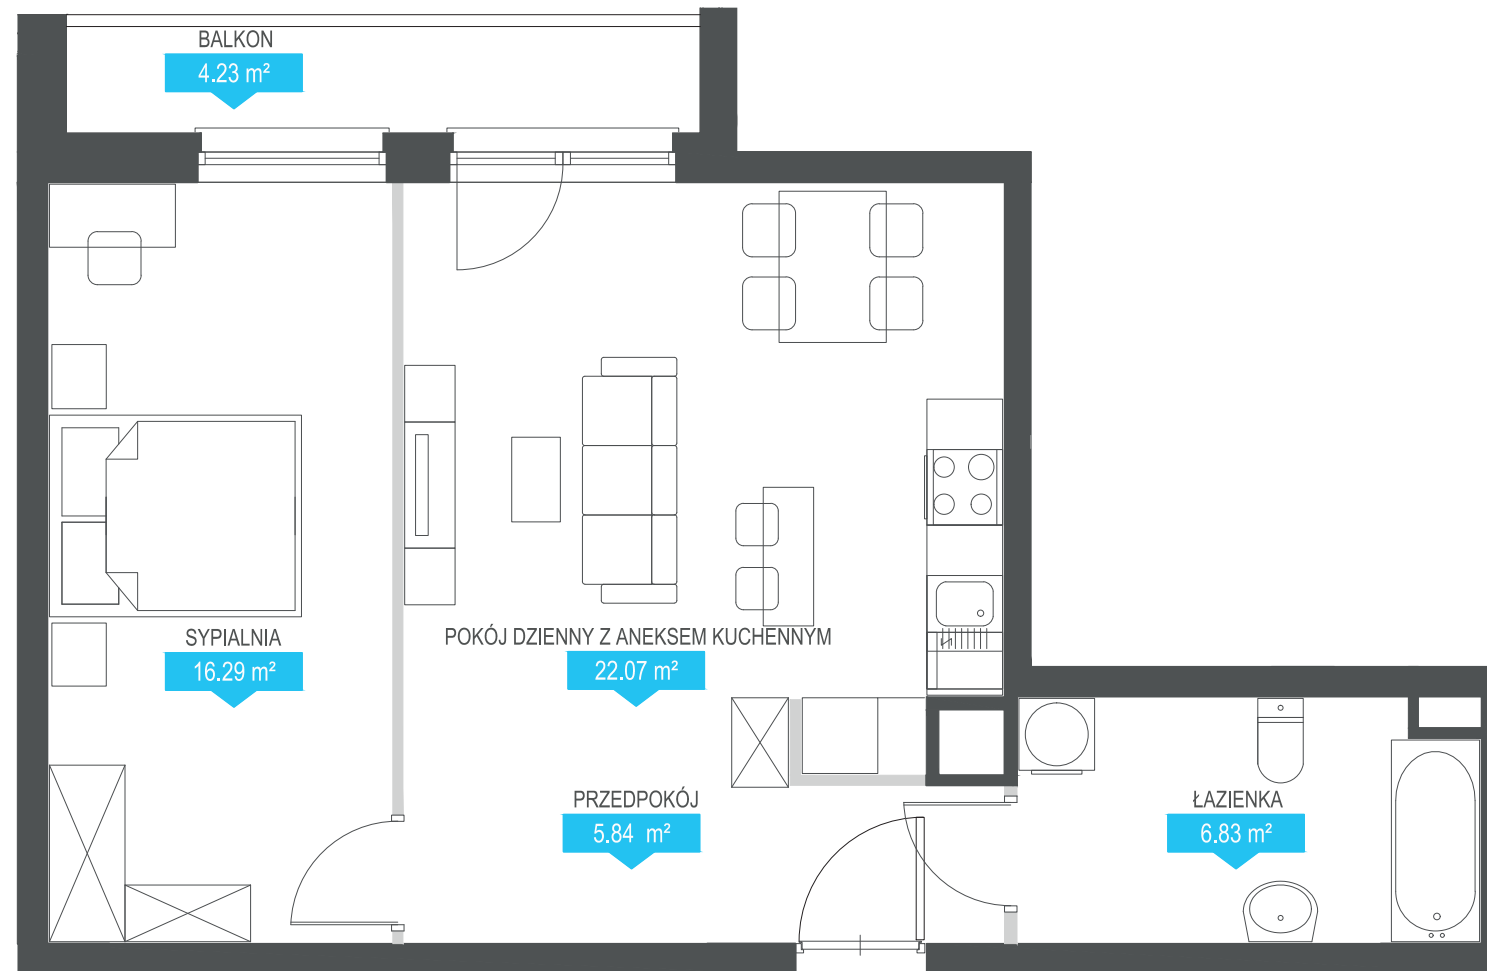 BALKON
4.23 m²
SYPIALNIA
16.29 m²
POKÓJ DZIENNY Z ANEKSEM KUCHENNYM
22.07 m²
PRZEDPOKÓJ
5.84 m²
ŁAZIENKA
6.83 m²